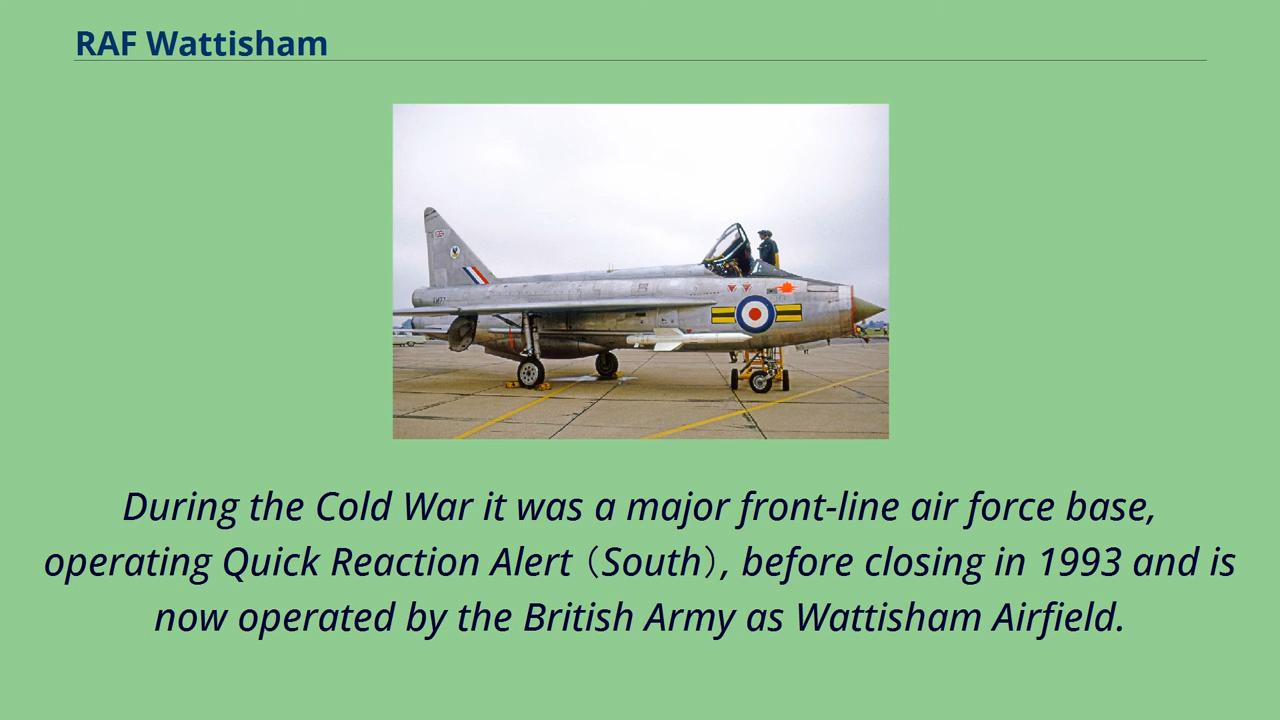 RAF Wattisham
During the Cold War it was a major front-line air force base,
operating Quick Reaction Alert（South）, before closing in 1993 and is
now operated by the British Army as Wattisham Airfield.